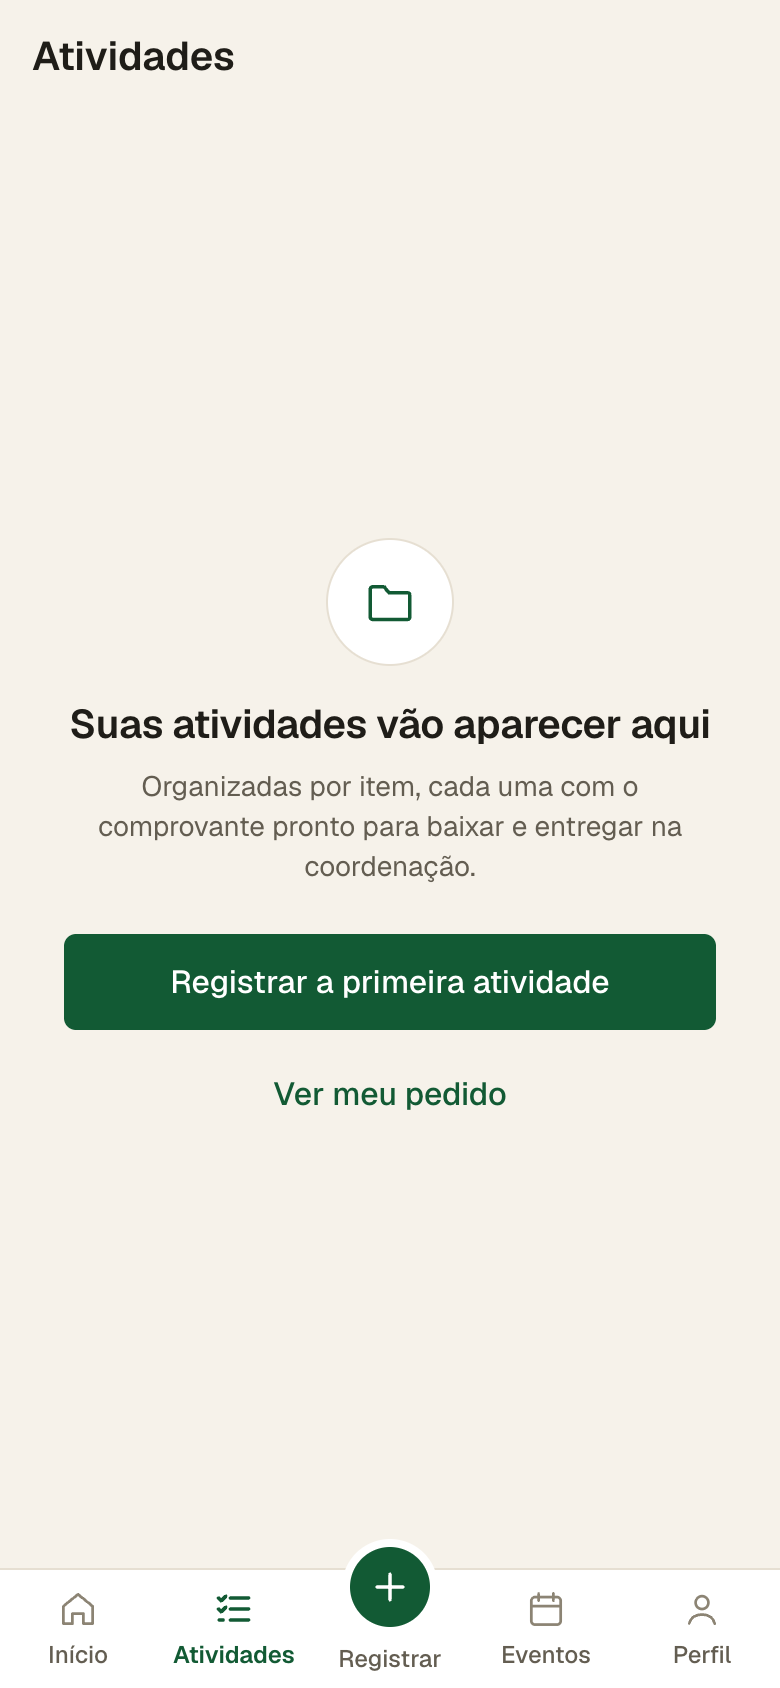 Atividades
Suas atividades vão aparecer aqui
Organizadas por item, cada uma com o
comprovante pronto para baixar e entregar na
coordenação.
Registrar a primeira atividade
Ver meu pedido
Início
Atividades
Registrar
Eventos
Perfil